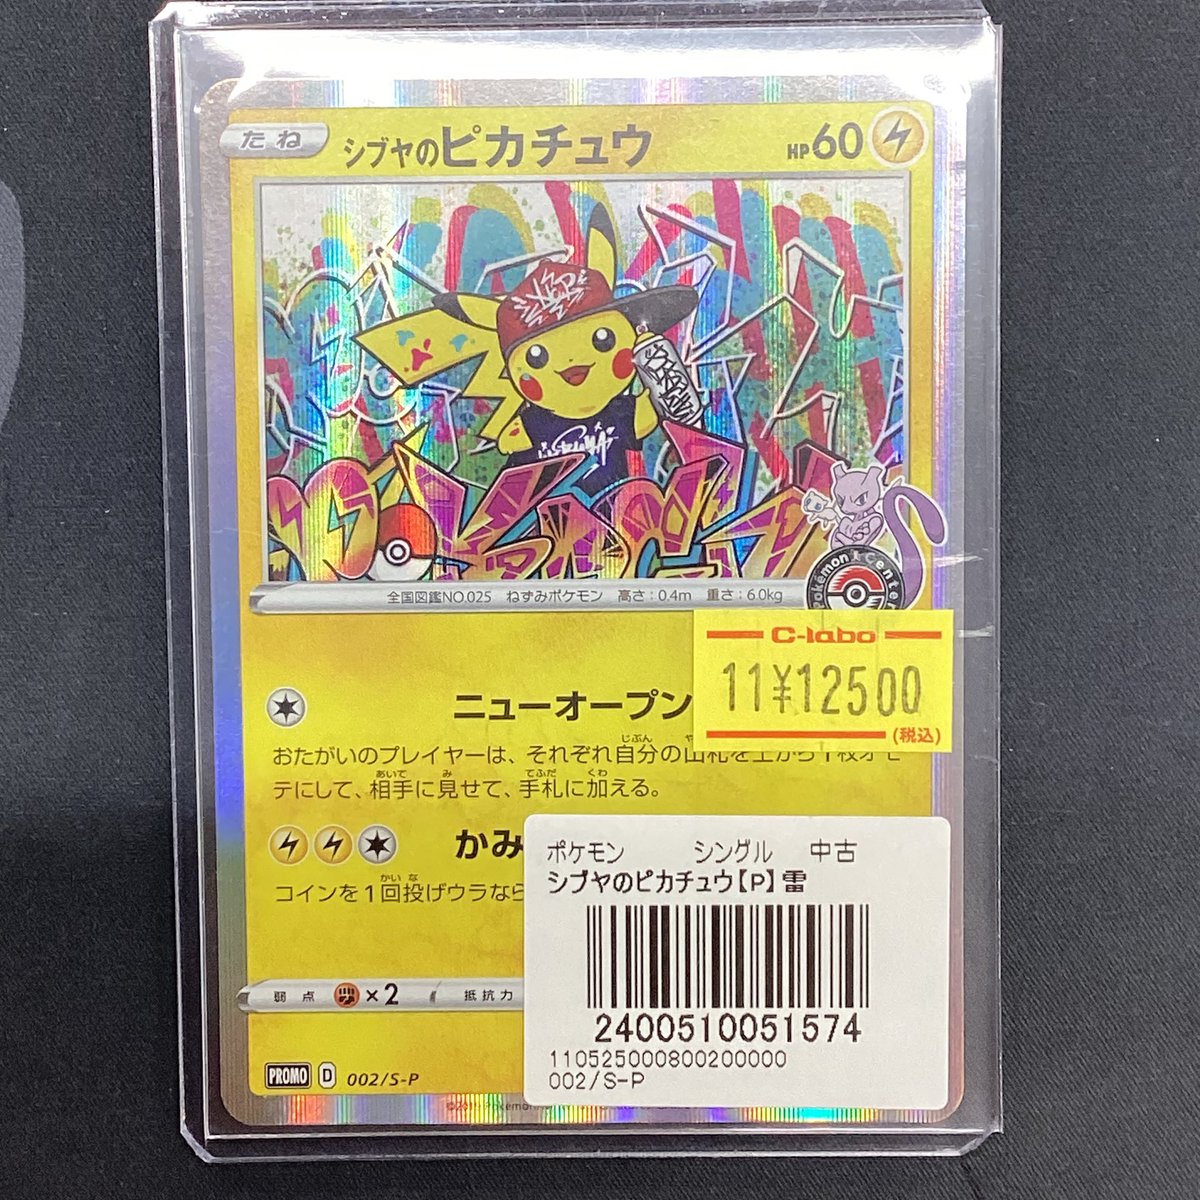 たね シブヤのピカチュウ HP60
Pokémon Center
全国図鑑NO.025 ねずみポケモン 高さ:0.4m 重さ:6.0kg
C-labo
11¥12500
(税込)
ニューオープン
おたがいのプレイヤーは、それぞれ自分の山札を上から1枚オモ
テにして、相手に見せて、手札に加える。
かみ
コインを1回投げウラなら
ポケモン シングル 中古
シブヤのピカチュウ【P】雷
2400510051574
110525000800200000
002/S-P
弱点 ×2 抵抗力
PROMO D 002/S-P